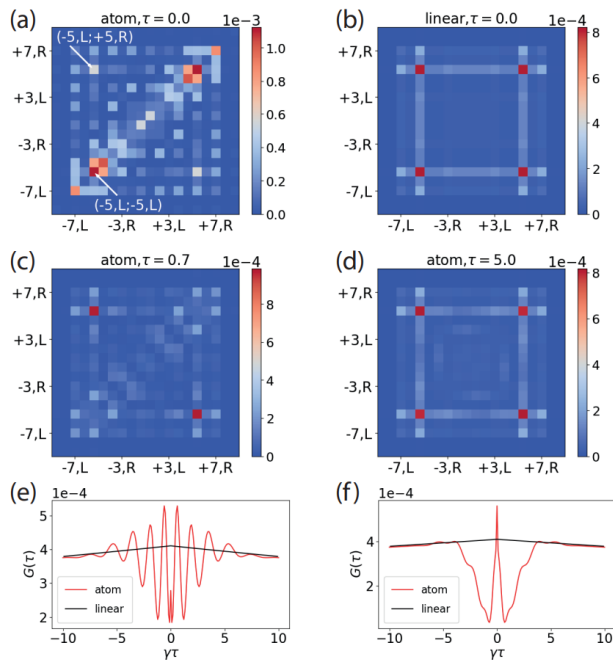 (a) atom,τ = 0.0 1e−3
(-5,L;+5,R)
+7,R
+3,L
-3,R
-7,L
(-5,L;-5,L)
-7,L -3,R +3,L +7,R
1.0
0.8
0.6
0.4
0.2
0.0
(b) linear,τ = 0.0 1e−4
+7,R
+3,L
-3,R
-7,L
-7,L -3,R +3,L +7,R
8
6
4
2
0
(c) atom,τ = 0.7 1e−4
+7,R
+3,L
-3,R
-7,L
-7,L -3,R +3,L +7,R
8
6
4
2
0
(d) atom,τ = 5.0 1e−4
+7,R
+3,L
-3,R
-7,L
-7,L -3,R +3,L +7,R
8
6
4
2
0
(e) 1e−4
G(τ)
5
4
3
2
atom
linear
−10 −5 0 5 10
γτ
(f) 1e−4
G(τ)
4
2
atom
linear
−10 −5 0 5 10
γτ